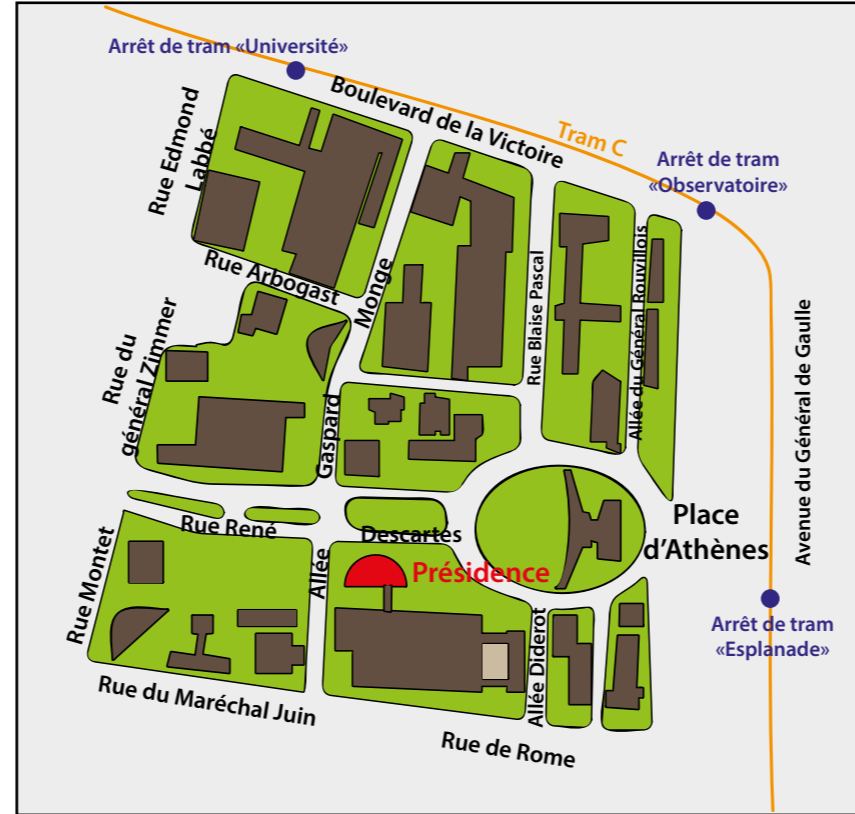 Arrêt de tram «Université»
Boulevard de la Victoire
Tram C
Arrêt de tram
«Observatoire»
Rue Edmond
Labbé
Rue Arbogast
Monge
Rue Blaise Pascal
Allée du Général Rouvillois
Avenue du Général de Gaulle
Rue du
général Zimmer
Gaspard
Rue René
Descartes
Place
d'Athènes
Rue Montet
Allée
Présidence
Arrêt de tram
«Esplanade»
Allée Diderot
Rue du Maréchal Juin
Rue de Rome